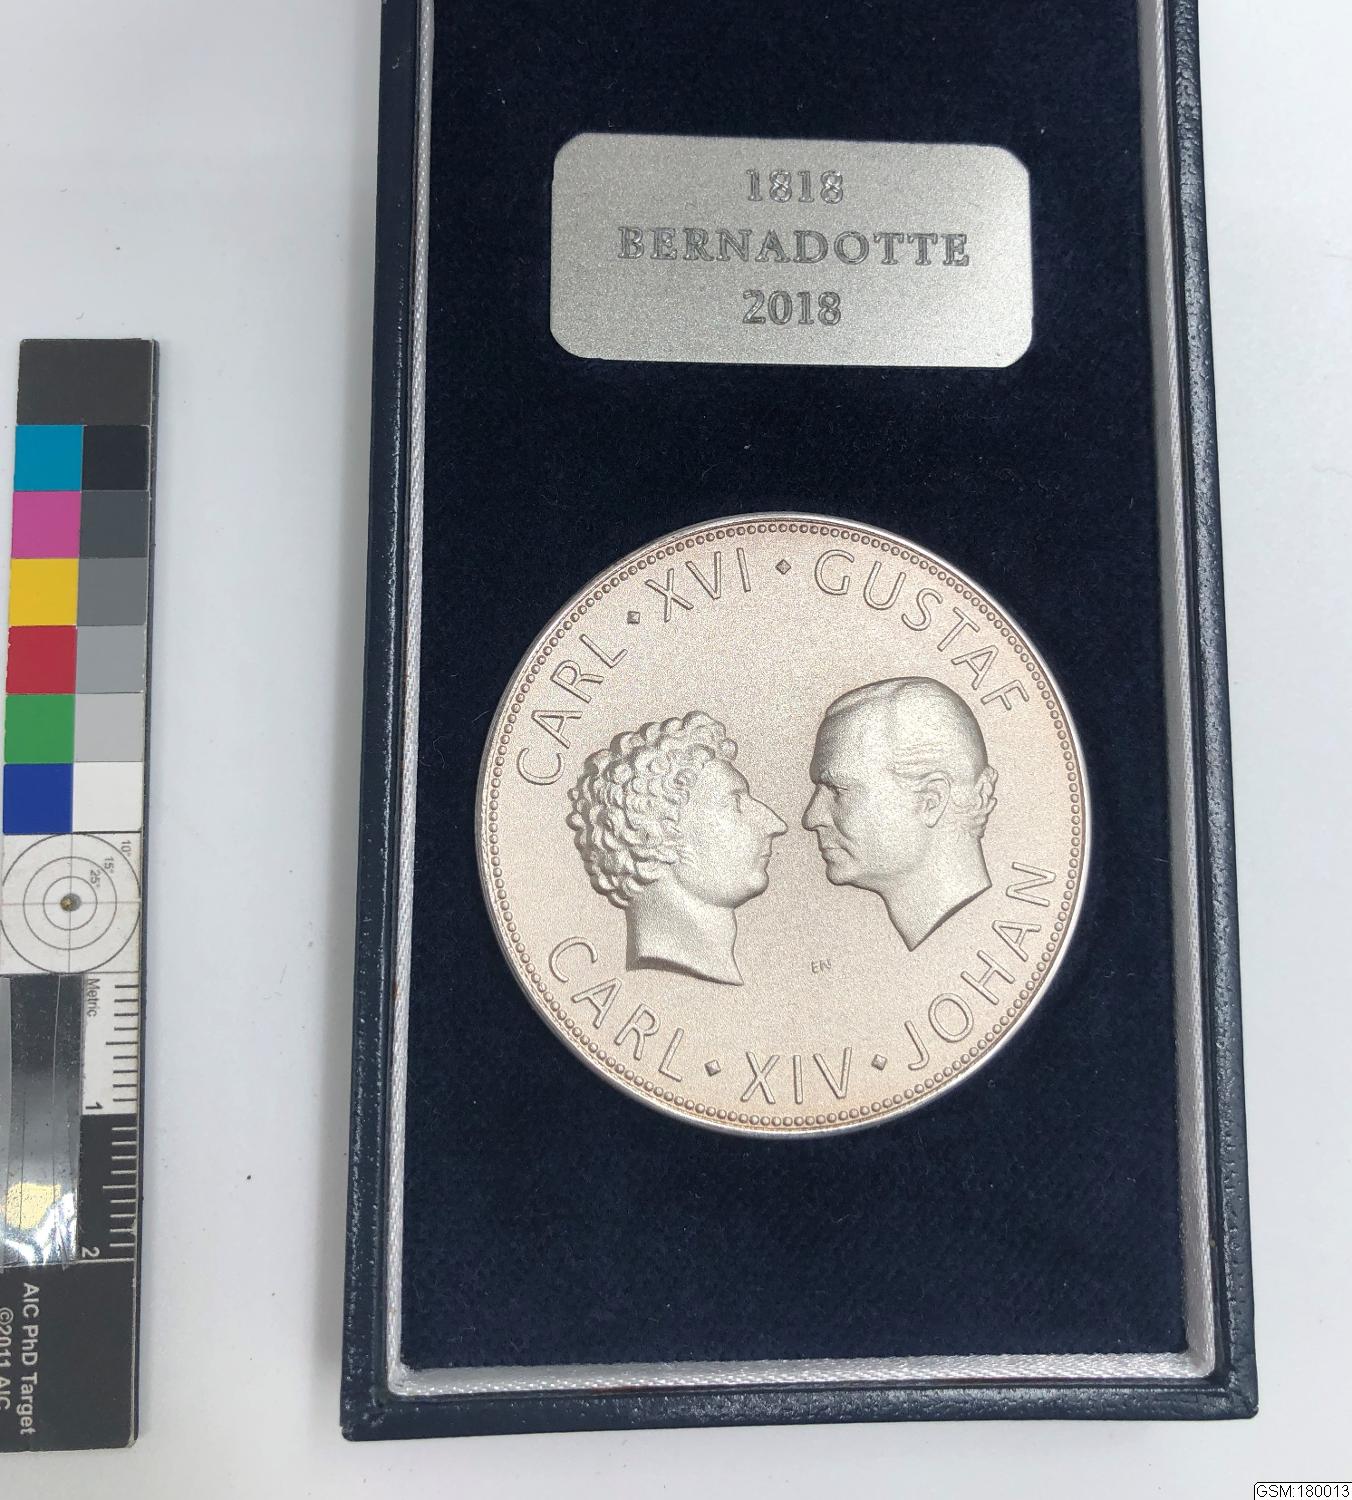 1818
BERNADOTTE
2018
CARL · XVI · GUSTAF
CARL · XIV · JOHAN
EN
10°
15°
25°
Metric
1
2
AIC PhD Target
©2011 AIC
GSM:180013